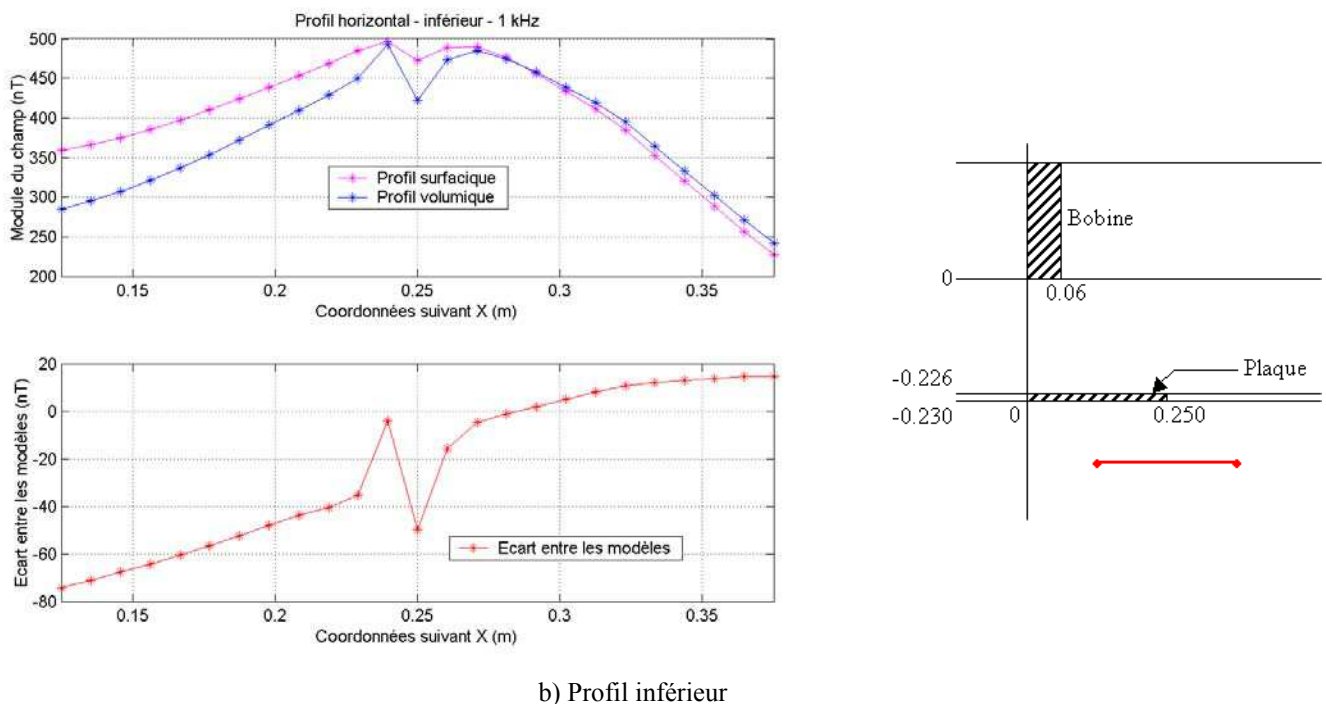 Profil horizontal - inférieur - 1 kHz
Module du champ (nT)
500
450
400
350
300
250
200
Profil surfacique
Profil volumique
0.15 0.2 0.25 0.3 0.35
Coordonnées suivant X (m)
Ecart entre les modèles (nT)
20
0
-20
-40
-60
-80
Ecart entre les modèles
0.15 0.2 0.25 0.3 0.35
Coordonnées suivant X (m)
Bobine
0
0.06
Plaque
-0.226
-0.230
0
0.250
b) Profil inférieur